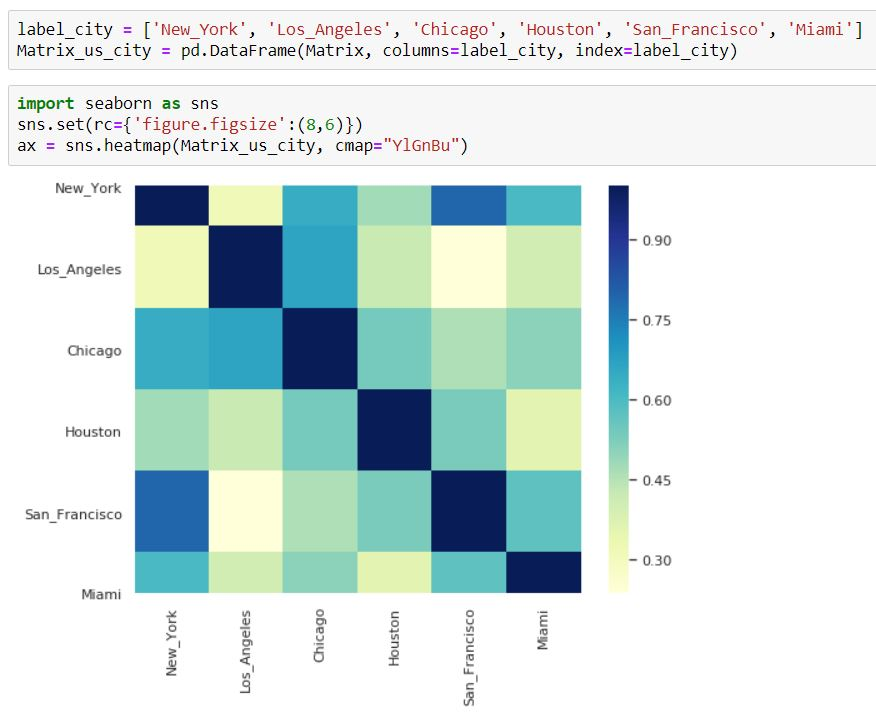 label_city = ['New_York', 'Los_Angeles', 'Chicago', 'Houston', 'San_Francisco', 'Miami']
Matrix_us_city = pd.DataFrame(Matrix, columns=label_city, index=label_city)
import seaborn as sns
sns.set(rc={'figure.figsize':(8,6)})
ax = sns.heatmap(Matrix_us_city, cmap="YlGnBu")
New_York
Los_Angeles
Chicago
Houston
San_Francisco
Miami
0.90
0.75
0.60
0.45
0.30
New_York
Los_Angeles
Chicago
Houston
San_Francisco
Miami